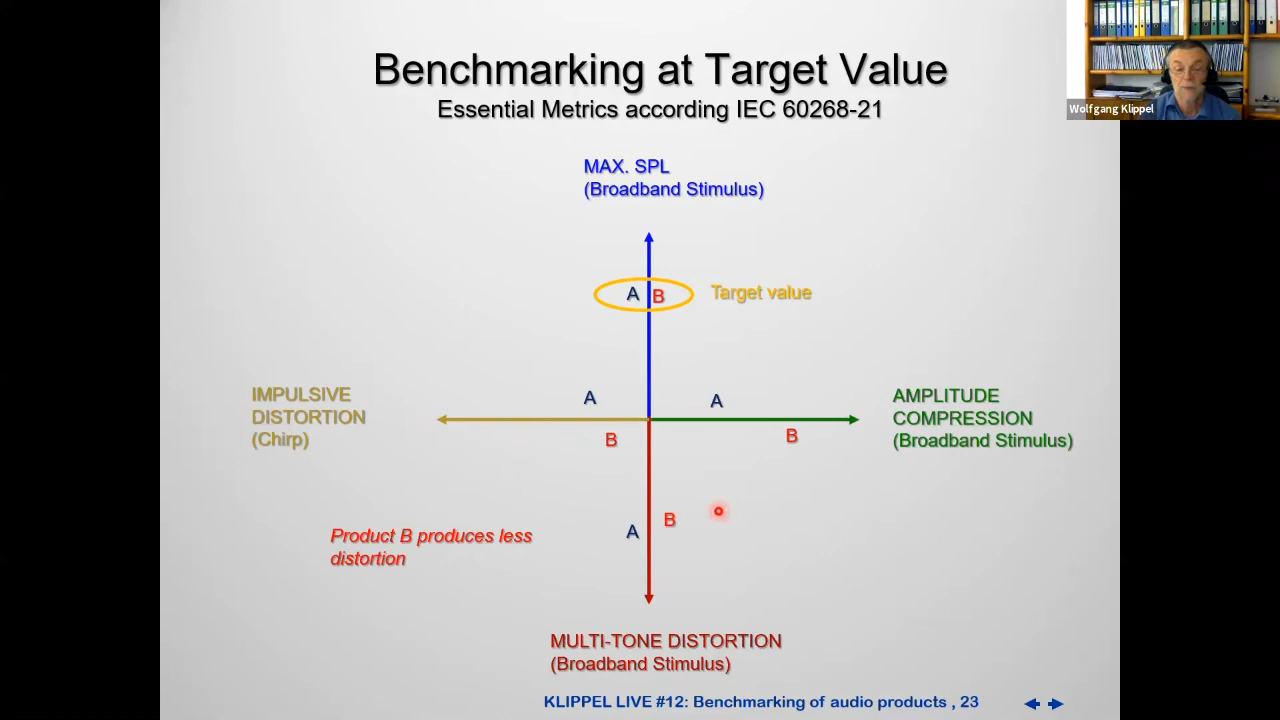 Benchmarking at Target Value
Essential Metrics according IEC 60268-21
Wolfgang Klippel
MAX. SPL
(Broadband Stimulus)
A B Target value
IMPULSIVE
DISTORTION
(Chirp)
A
B
A
B
AMPLITUDE
COMPRESSION
(Broadband Stimulus)
A B
Product B produces less
distortion
MULTI-TONE DISTORTION
(Broadband Stimulus)
KLIPPEL LIVE #12: Benchmarking of audio products , 23